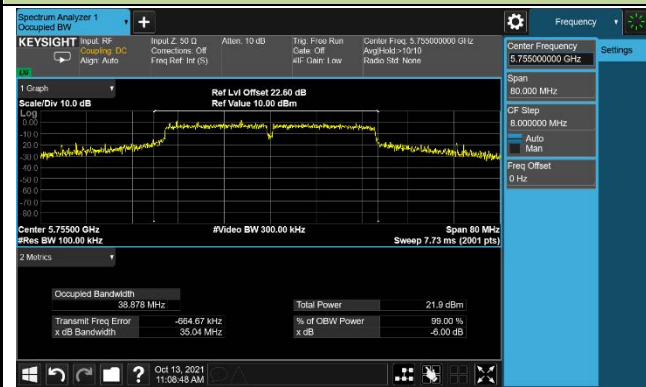 Spectrum Analyzer 1
Occupied BW
Frequency
KEYSIGHT
Input: RF
Coupling: DC
Align: Auto
Input Z: 50 Ω
Corrections: Off
Freq Ref: Int (S)
Atten: 10 dB
Trig: Free Run
Gate: Off
#IF Gain: Low
Center Freq: 5.755000000 GHz
Avg|Hold:>10/10
Radio Std: None
1 Graph
Scale/Div 10.0 dB
Ref Lvl Offset 22.60 dB
Ref Value 10.00 dBm
Log
0.00
-10.0
-20.0
-30.0
-40.0
-50.0
-60.0
-70.0
-80.0
Center 5.75500 GHz
#Res BW 100.00 kHz
#Video BW 300.00 kHz
Span 80 MHz
Sweep 7.73 ms (2001 pts)
2 Metrics
Occupied Bandwidth
38.878 MHz
Total Power 21.9 dBm
Transmit Freq Error -664.67 kHz
% of OBW Power 99.00 %
x dB Bandwidth 35.04 MHz
x dB -6.00 dB
Center Frequency
5.755000000 GHz
Settings
Span
80.000 MHz
CF Step
8.000000 MHz
Auto
Man
Freq Offset
0 Hz
?
Oct 13, 2021
11:08:48 AM